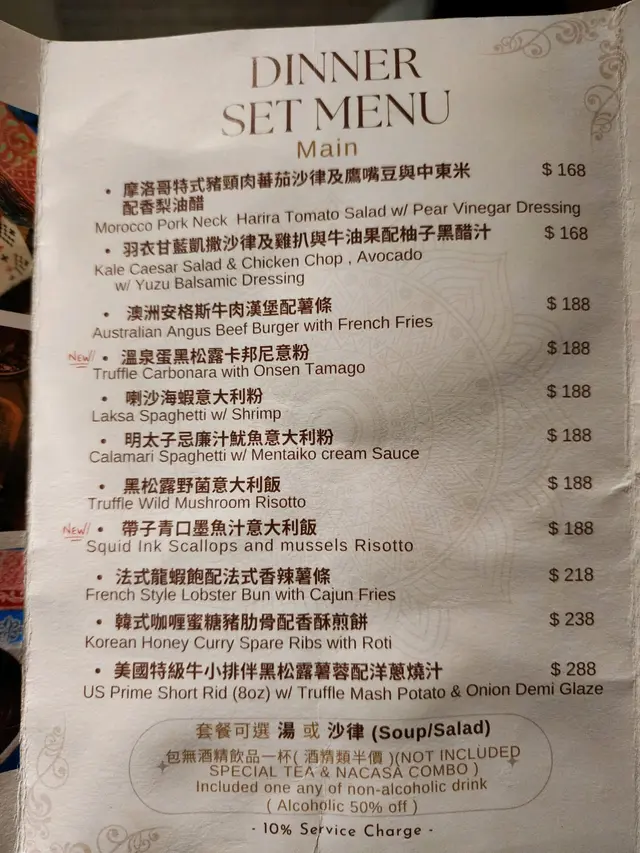 DINNER
SET MENU
Main
• 摩洛哥特式豬頸肉蕃茄沙律及鷹嘴豆與中東米 $ 168
配香梨油醋
Morocco Pork Neck Harira Tomato Salad w/ Pear Vinegar Dressing
• 羽衣甘藍凱撒沙律及雞扒與牛油果配柚子黑醋汁 $ 168
Kale Caesar Salad & Chicken Chop , Avocado
w/ Yuzu Balsamic Dressing
• 澳洲安格斯牛肉漢堡配薯條 $ 188
Australian Angus Beef Burger with French Fries
NEW! • 溫泉蛋黑松露卡邦尼意粉 $ 188
Truffle Carbonara with Onsen Tamago
• 喇沙海蝦意大利粉 $ 188
Laksa Spaghetti w/ Shrimp
• 明太子忌廉汁魷魚意大利粉 $ 188
Calamari Spaghetti w/ Mentaiko cream Sauce
• 黑松露野菌意大利飯 $ 188
Truffle Wild Mushroom Risotto
NEW! • 帶子青口墨魚汁意大利飯 $ 188
Squid Ink Scallops and mussels Risotto
• 法式龍蝦飽配法式香辣薯條 $ 218
French Style Lobster Bun with Cajun Fries
• 韓式咖喱蜜糖豬肋骨配香酥煎餅 $ 238
Korean Honey Curry Spare Ribs with Roti
• 美國特級牛小排伴黑松露薯蓉配洋蔥燒汁 $ 288
US Prime Short Rid (8oz) w/ Truffle Mash Potato & Onion Demi Glaze
套餐可選 湯 或 沙律 (Soup/Salad)
包無酒精飲品一杯( 酒精類半價 )(NOT INCLUDED
SPECIAL TEA & NACASA COMBO )
Included one any of non-alcoholic drink
( Alcoholic 50% off )
- 10% Service Charge -